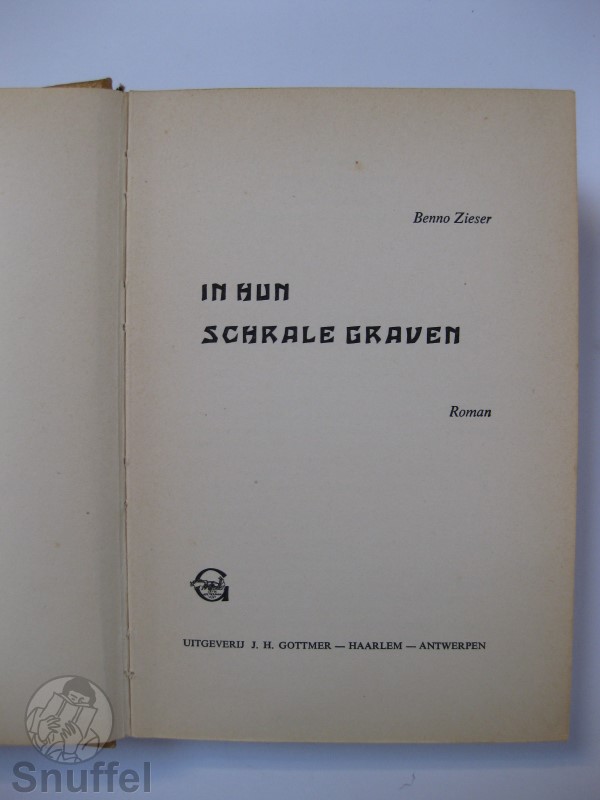 Benno Zieser
IN HUN
SCHRALE GRAVEN
Roman
G
UITGEVERIJ J. H. GOTTMER — HAARLEM — ANTWERPEN
Snuffel